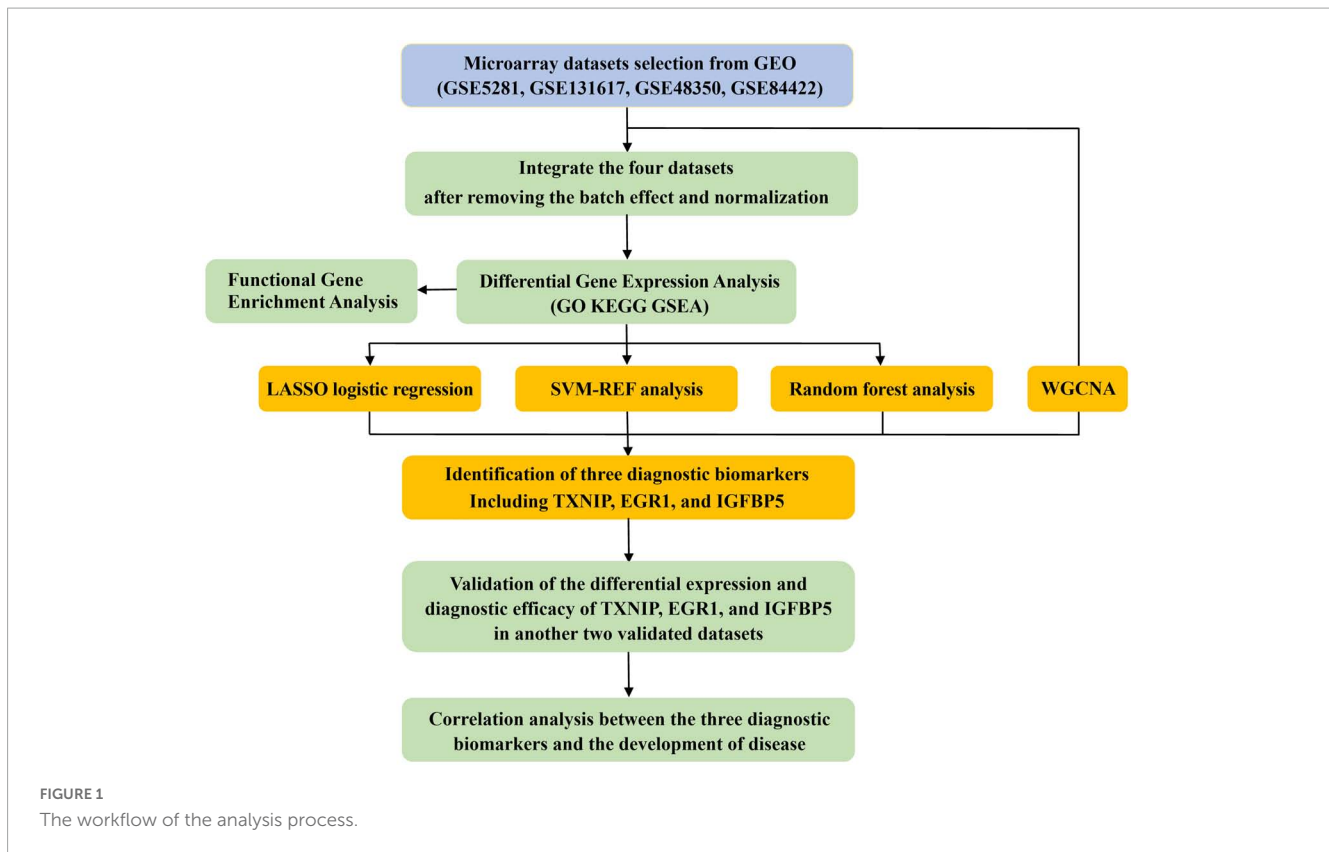 Microarray datasets selection from GEO
(GSE5281, GSE131617, GSE48350, GSE84422)
Integrate the four datasets
after removing the batch effect and normalization
Functional Gene
Enrichment Analysis
Differential Gene Expression Analysis
(GO KEGG GSEA)
LASSO logistic regression
SVM-REF analysis
Random forest analysis
WGCNA
Identification of three diagnostic biomarkers
Including TXNIP, EGR1, and IGFBP5
Validation of the differential expression and
diagnostic efficacy of TXNIP, EGR1, and IGFBP5
in another two validated datasets
Correlation analysis between the three diagnostic
biomarkers and the development of disease
FIGURE 1
The workflow of the analysis process.